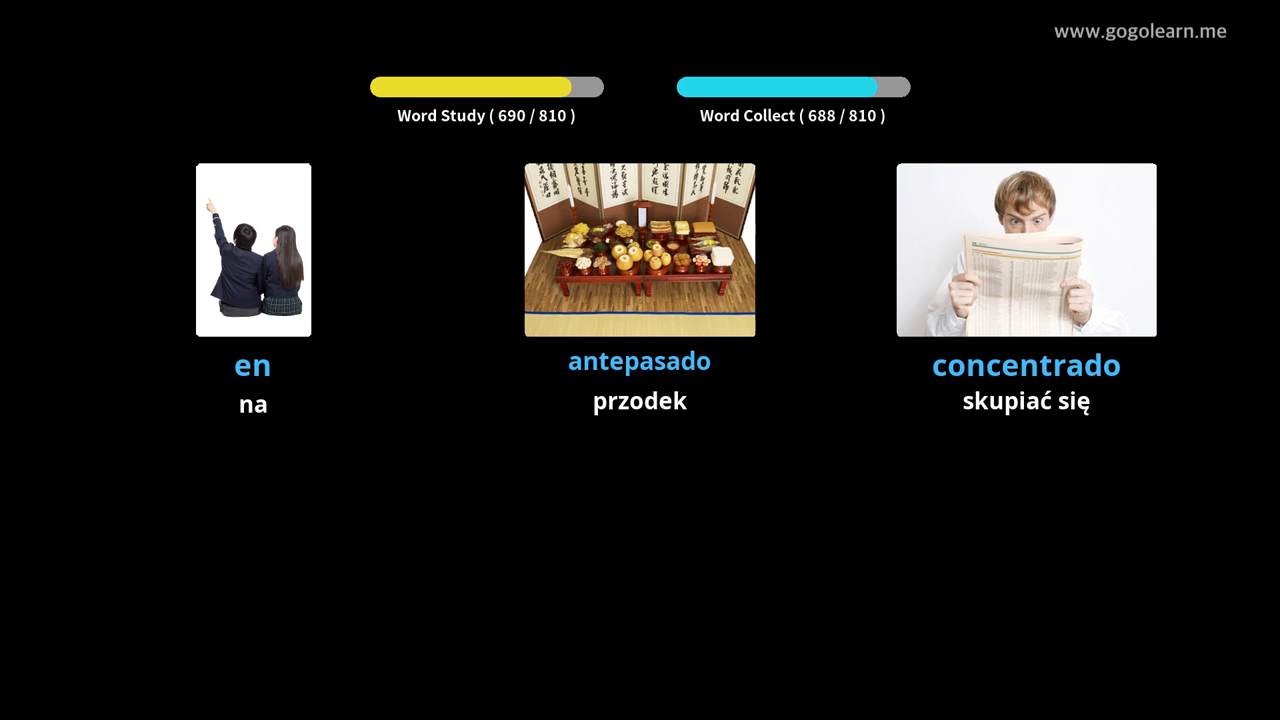 www.gogolearn.me
Word Study ( 690 / 810 )
Word Collect ( 688 / 810 )
en
antepasado
concentrado
na
przodek
skupiać się